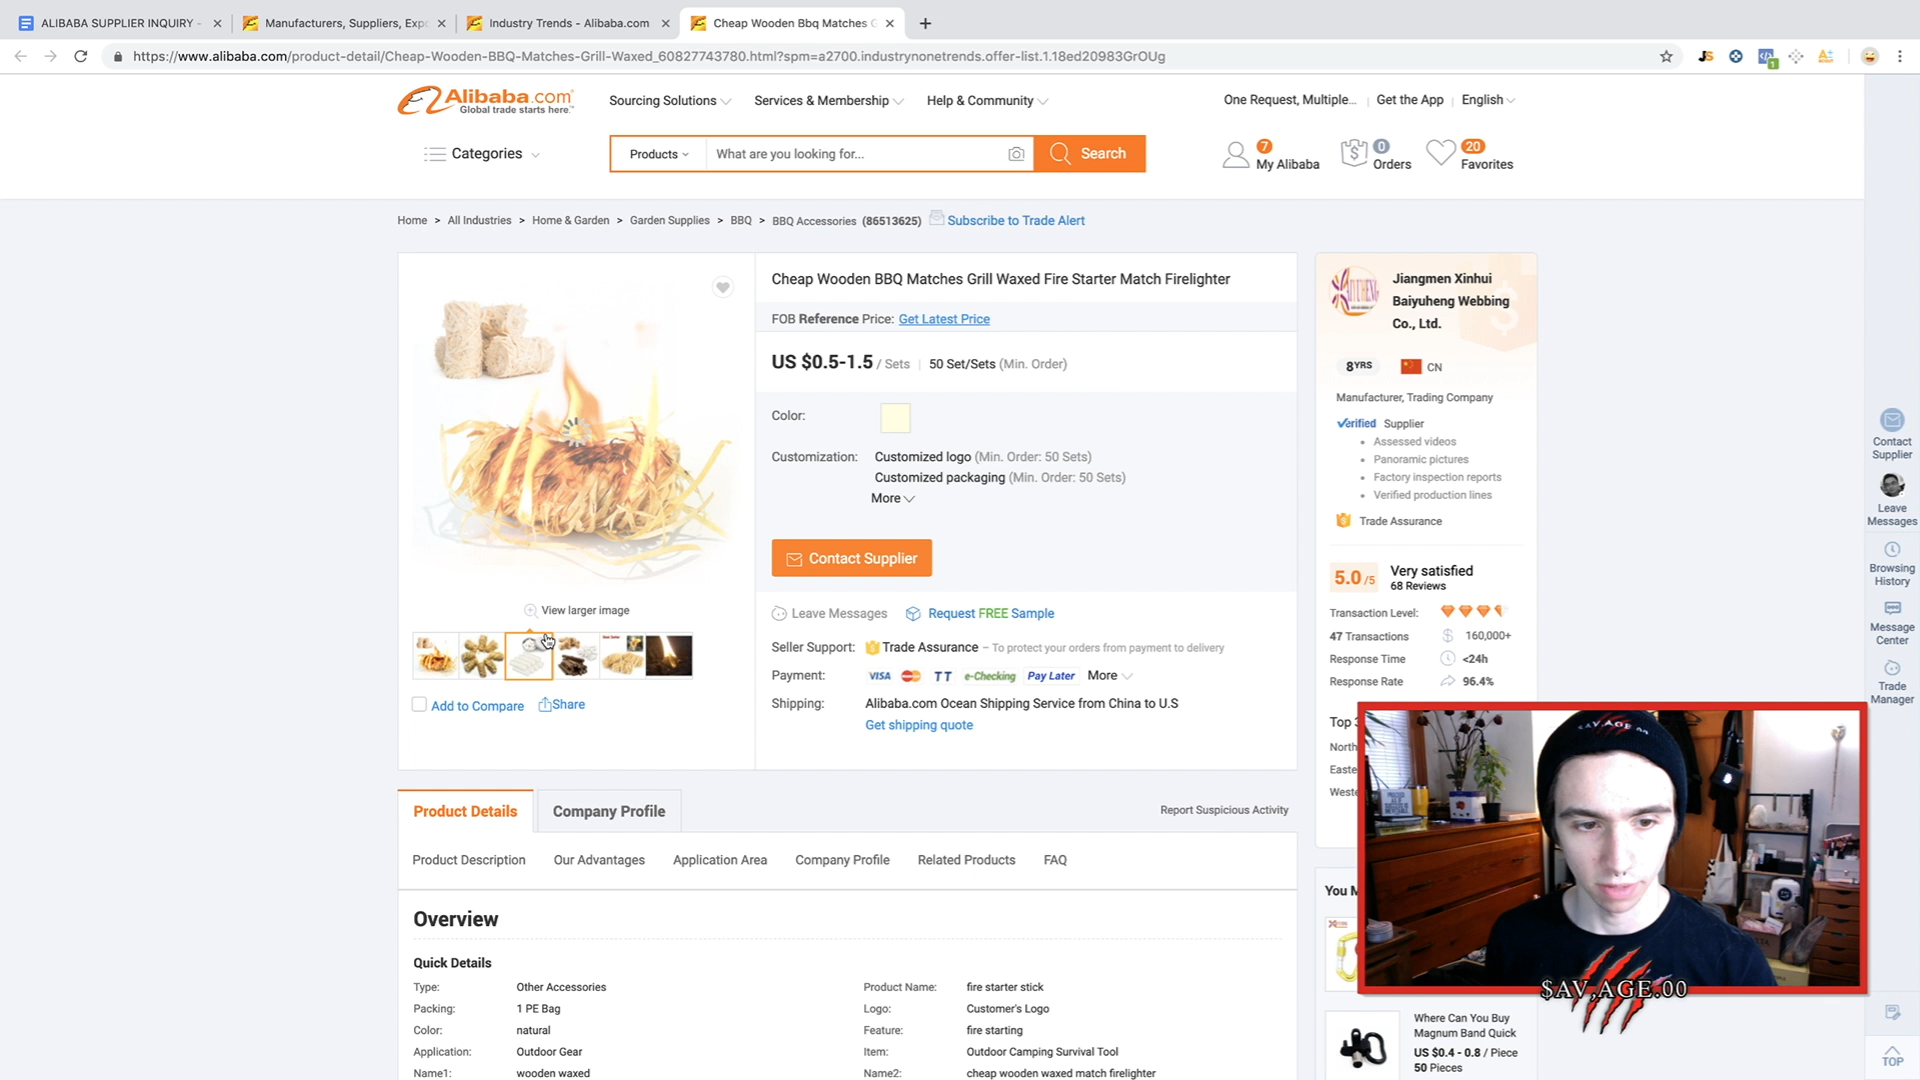 ALIBABA SUPPLIER INQUIRY -
Manufacturers, Suppliers, Expo
Industry Trends - Alibaba.com
Cheap Wooden Bbq Matches G
https://www.alibaba.com/product-detail/Cheap-Wooden-BBQ-Matches-Grill-Waxed_60827743780.html?spm=a2700.industrynonetrends.offer-list.1.18ed20983GrOUg
JS
1
Alibaba.com
Global trade starts here.™
Sourcing Solutions
Services & Membership
Help & Community
One Request, Multiple...
Get the App
English
Categories
Products
What are you looking for...
Search
7
My Alibaba
0
Orders
20
Favorites
Home > All Industries > Home & Garden > Garden Supplies > BBQ > BBQ Accessories (86513625)
Subscribe to Trade Alert
Cheap Wooden BBQ Matches Grill Waxed Fire Starter Match Firelighter
FOB Reference Price: Get Latest Price
US $0.5-1.5 / Sets | 50 Set/Sets (Min. Order)
Color:
Customization: Customized logo (Min. Order: 50 Sets)
Customized packaging (Min. Order: 50 Sets)
More
Contact Supplier
Leave Messages
Request FREE Sample
Seller Support: Trade Assurance – To protect your orders from payment to delivery
Payment: VISA TT e-Checking Pay Later More
Shipping: Alibaba.com Ocean Shipping Service from China to U.S
Get shipping quote
View larger image
Add to Compare
Share
Jiangmen Xinhui
Baiyuheng Webbing
Co., Ltd.
8YRS
CN
Manufacturer, Trading Company
Verified Supplier
Assessed videos
Panoramic pictures
Factory inspection reports
Verified production lines
Trade Assurance
5.0/5
Very satisfied
68 Reviews
Transaction Level:
47 Transactions 160,000+
Response Time <24h
Response Rate 96.4%
Top 3
North
Easte
Weste
Contact
Supplier
Leave
Messages
Browsing
History
Message
Center
Trade
Manager
TOP
Product Details
Company Profile
Report Suspicious Activity
Product Description
Our Advantages
Application Area
Company Profile
Related Products
FAQ
Overview
Quick Details
Type: Other Accessories
Product Name: fire starter stick
Packing: 1 PE Bag
Logo: Customer's Logo
Color: natural
Feature: fire starting
Application: Outdoor Gear
Item: Outdoor Camping Survival Tool
Name1: wooden waxed
Name2: cheap wooden waxed match firelighter
You M
Where Can You Buy
Magnum Band Quick
US $0.4 - 0.8 / Piece
50 Pieces
$AV,AGE.00
$AV,AGE.00